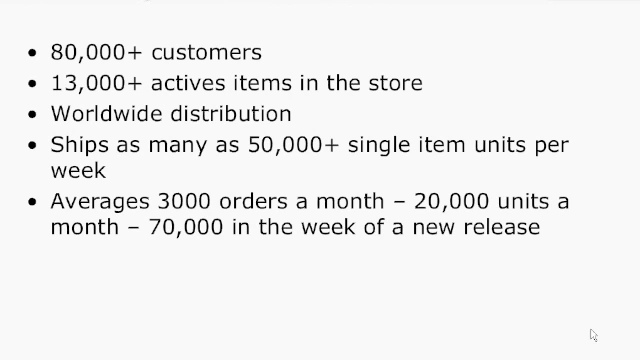 • 80,000+ customers
• 13,000+ actives items in the store
• Worldwide distribution
• Ships as many as 50,000+ single item units per
week
• Averages 3000 orders a month – 20,000 units a
month – 70,000 in the week of a new release